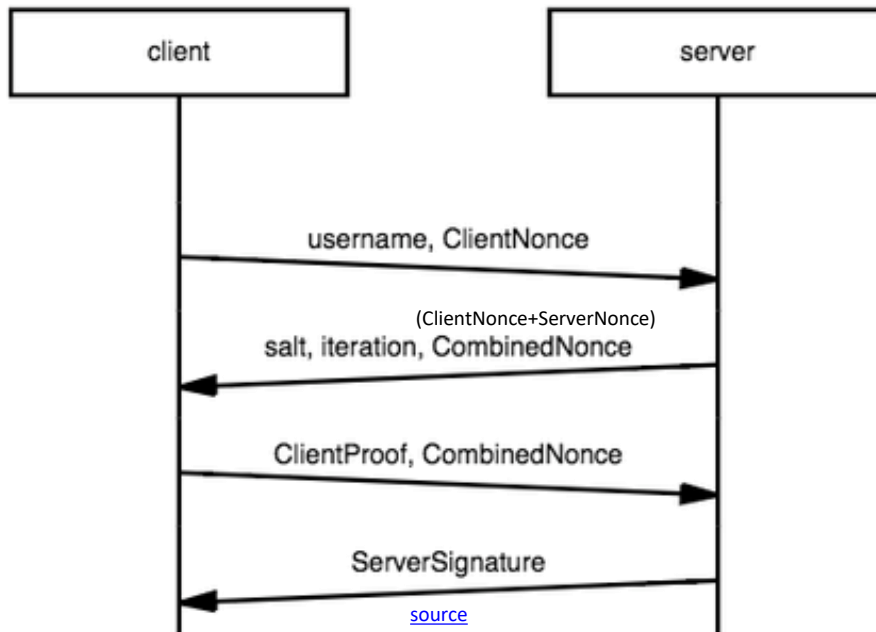 client
server
username, ClientNonce
(ClientNonce+ServerNonce)
salt, iteration, CombinedNonce
ClientProof, CombinedNonce
ServerSignature
source